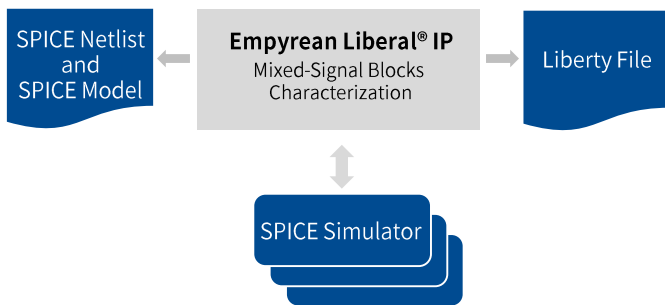 SPICE Netlist
and
SPICE Model
Empyrean Liberal® IP
Mixed-Signal Blocks
Characterization
Liberty File
SPICE Simulator